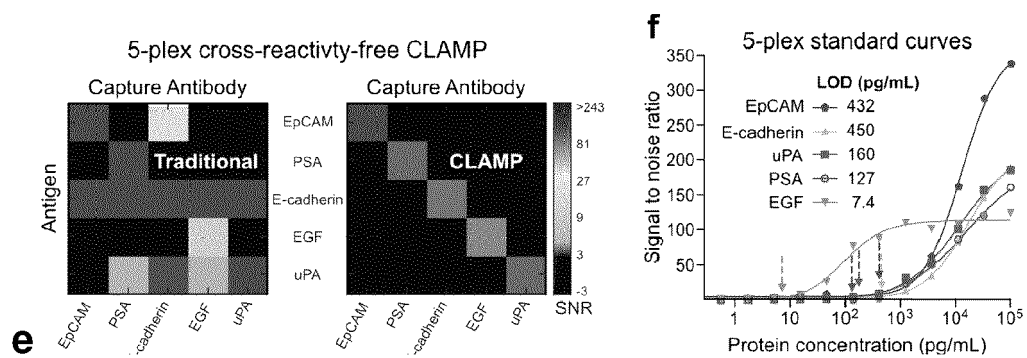 5-plex cross-reactivty-free CLAMP
Capture Antibody
Capture Antibody
Antigen
Traditional
CLAMP
EpCAM
PSA
E-cadherin
EGF
uPA
>243
81
27
9
3
-3
SNR
EpCAM
PSA
E-cadherin
EGF
uPA
EpCAM
PSA
E-cadherin
EGF
uPA
e
f
5-plex standard curves
LOD (pg/mL)
EpCAM 432
E-cadherin 450
uPA 160
PSA 127
EGF 7.4
Signal to noise ratio
350
300
250
200
150
100
50
1 5 10 10² 10³ 10⁴ 10⁵
Protein concentration (pg/mL)